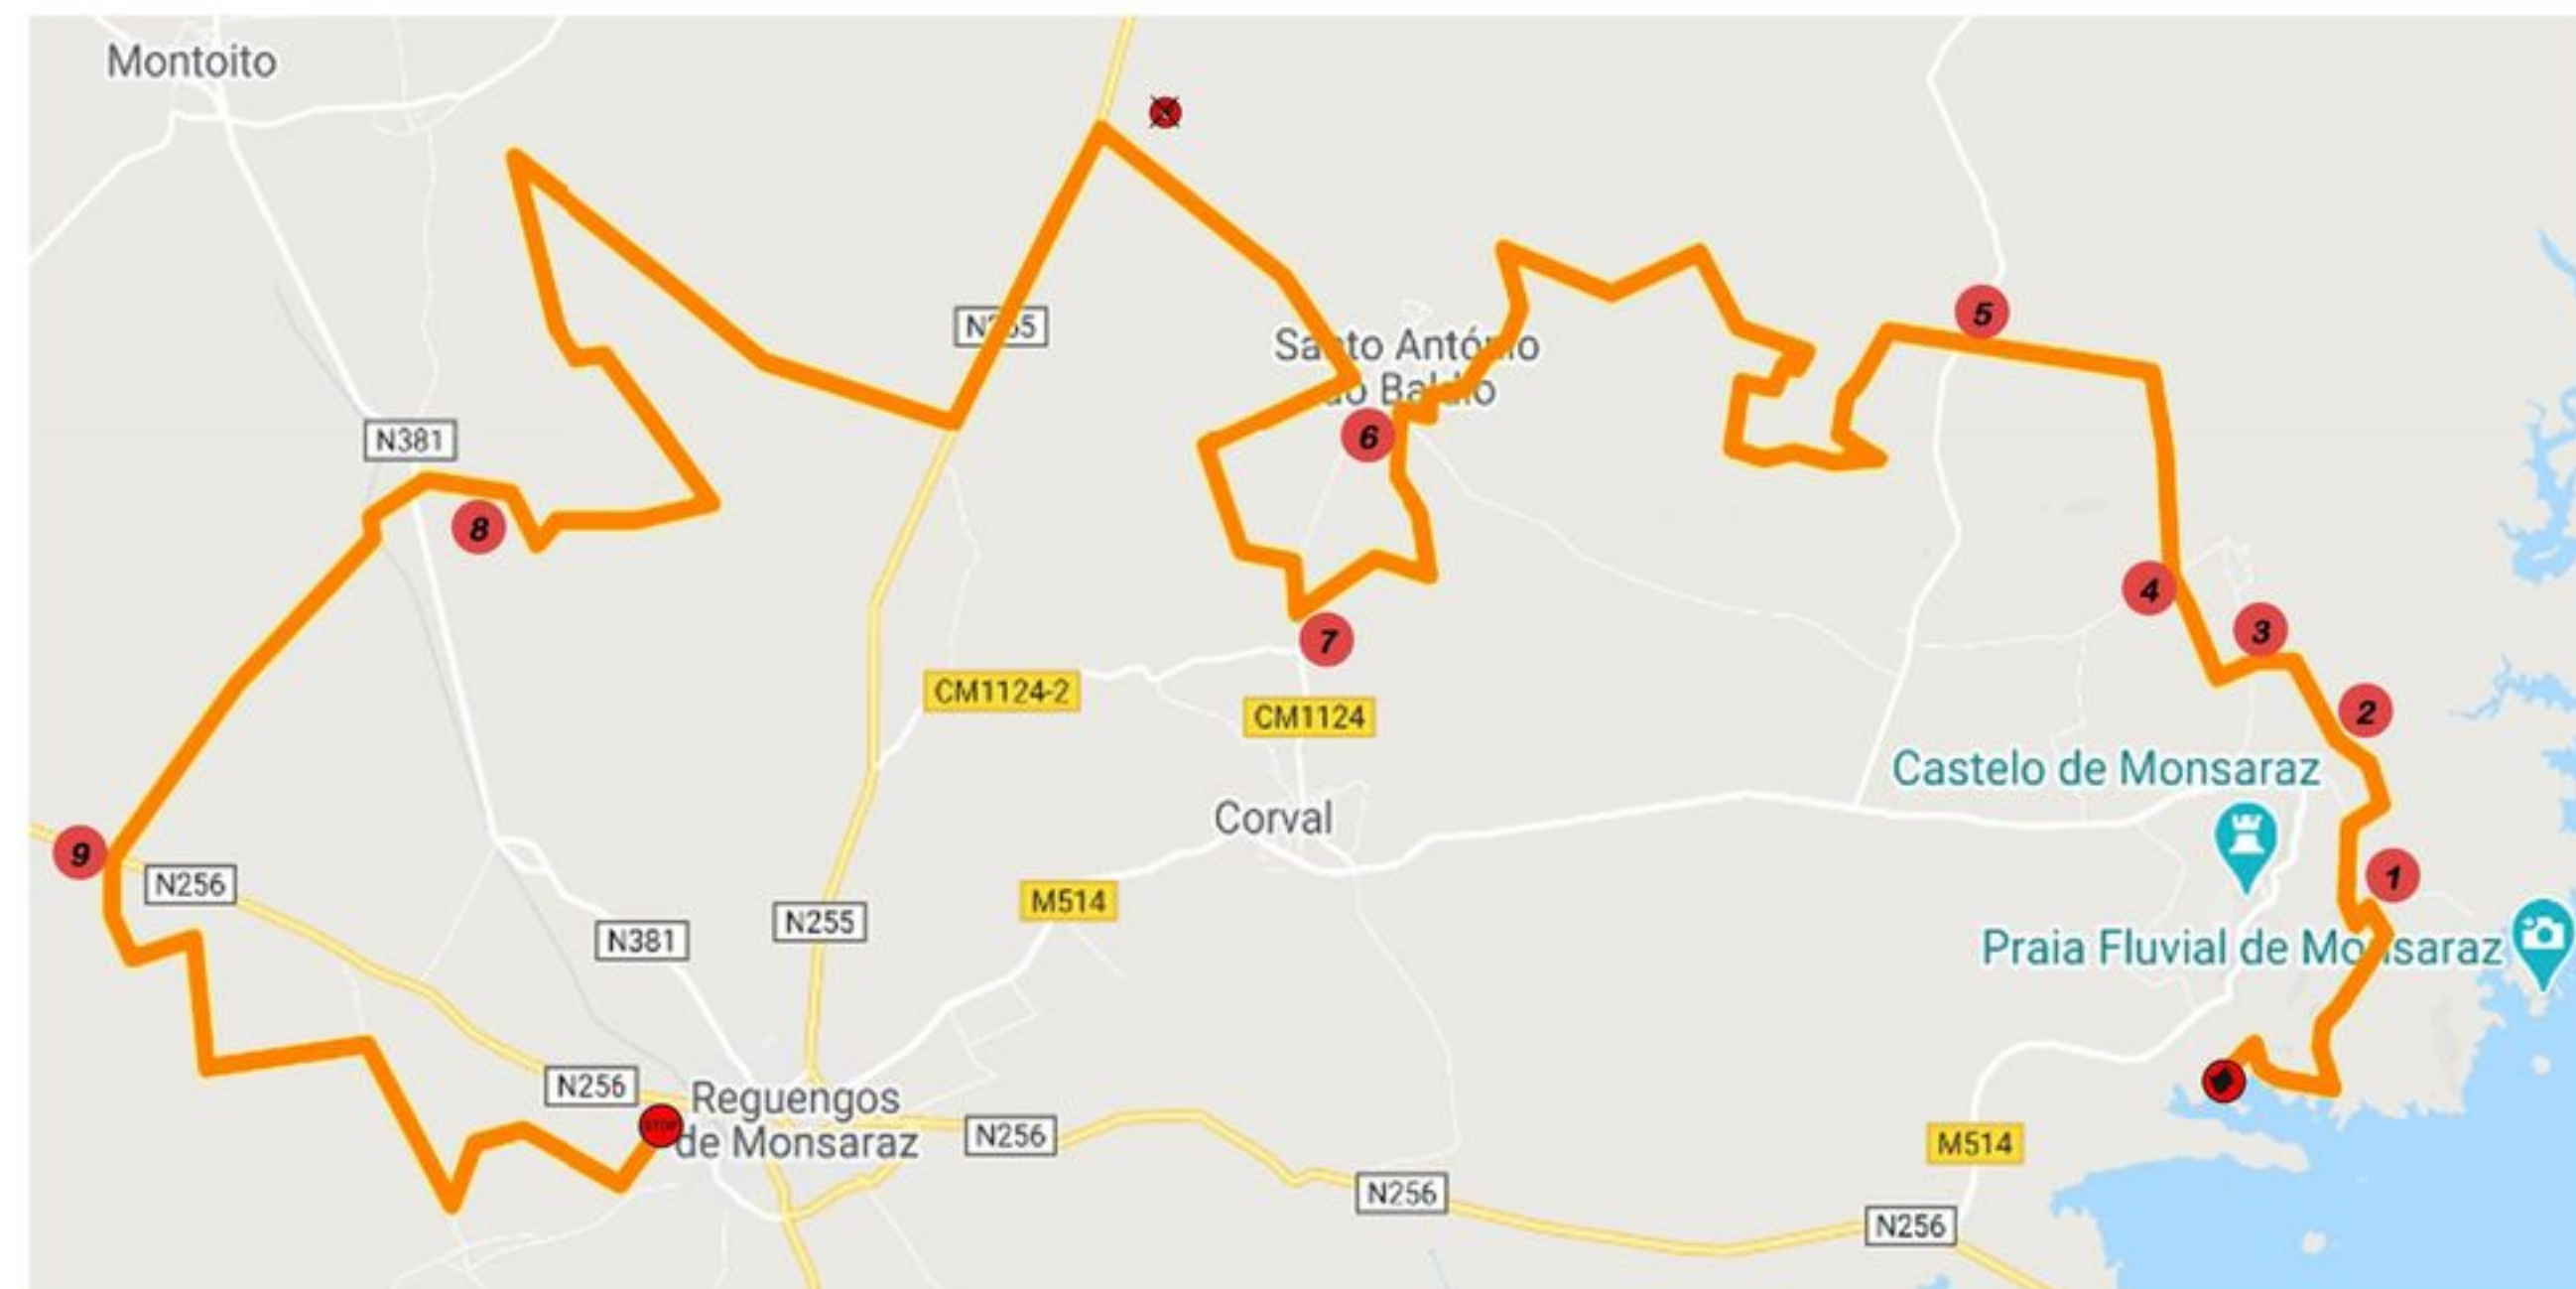 Montoito
5
N255
Santo António
do Baldio
6
N381
8
4
3
7
2
CM1124-2
CM1124
Castelo de Monsaraz
Corval
9
N256
1
M514
N255
N381
Praia Fluvial de Monsaraz
N256
Reguengos
STOP
de Monsaraz
N256
M514
N256
N256